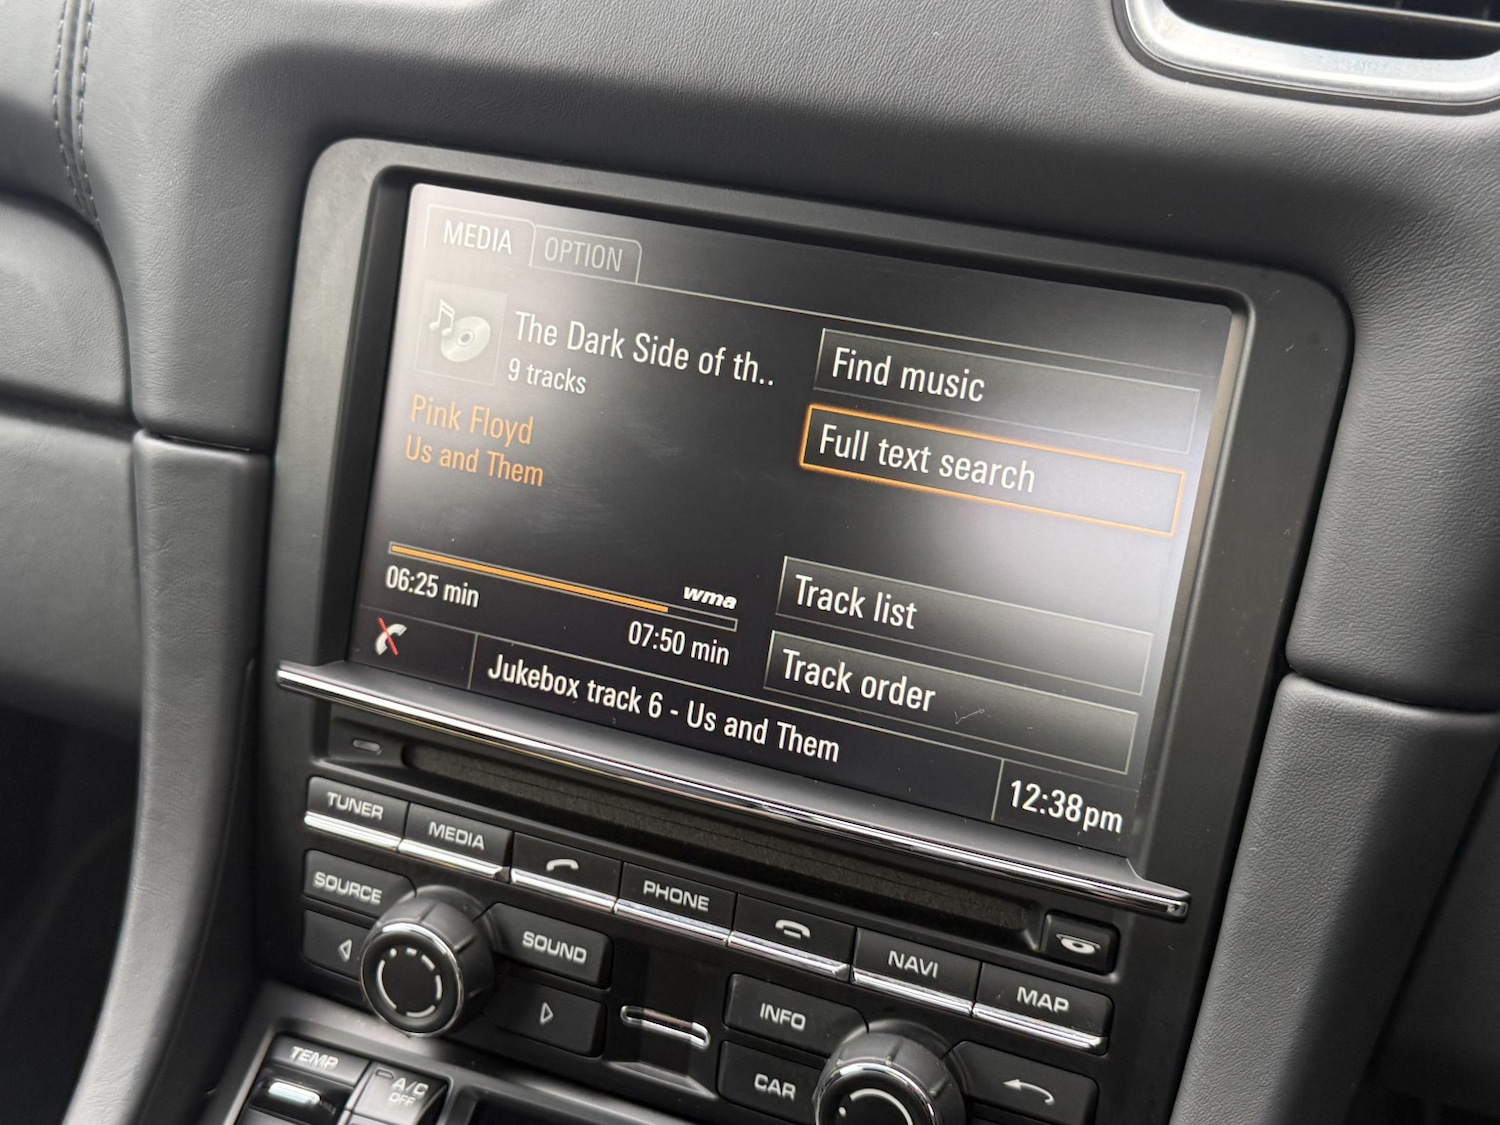 MEDIA
OPTION
The Dark Side of th..
9 tracks
Pink Floyd
Us and Them
Find music
Full text search
06:25 min
wma
07:50 min
Track list
Track order
Jukebox track 6 - Us and Them
12:38pm
TUNER
MEDIA
PHONE
NAVI
MAP
SOURCE
SOUND
INFO
CAR
TEMP
A/C
OFF